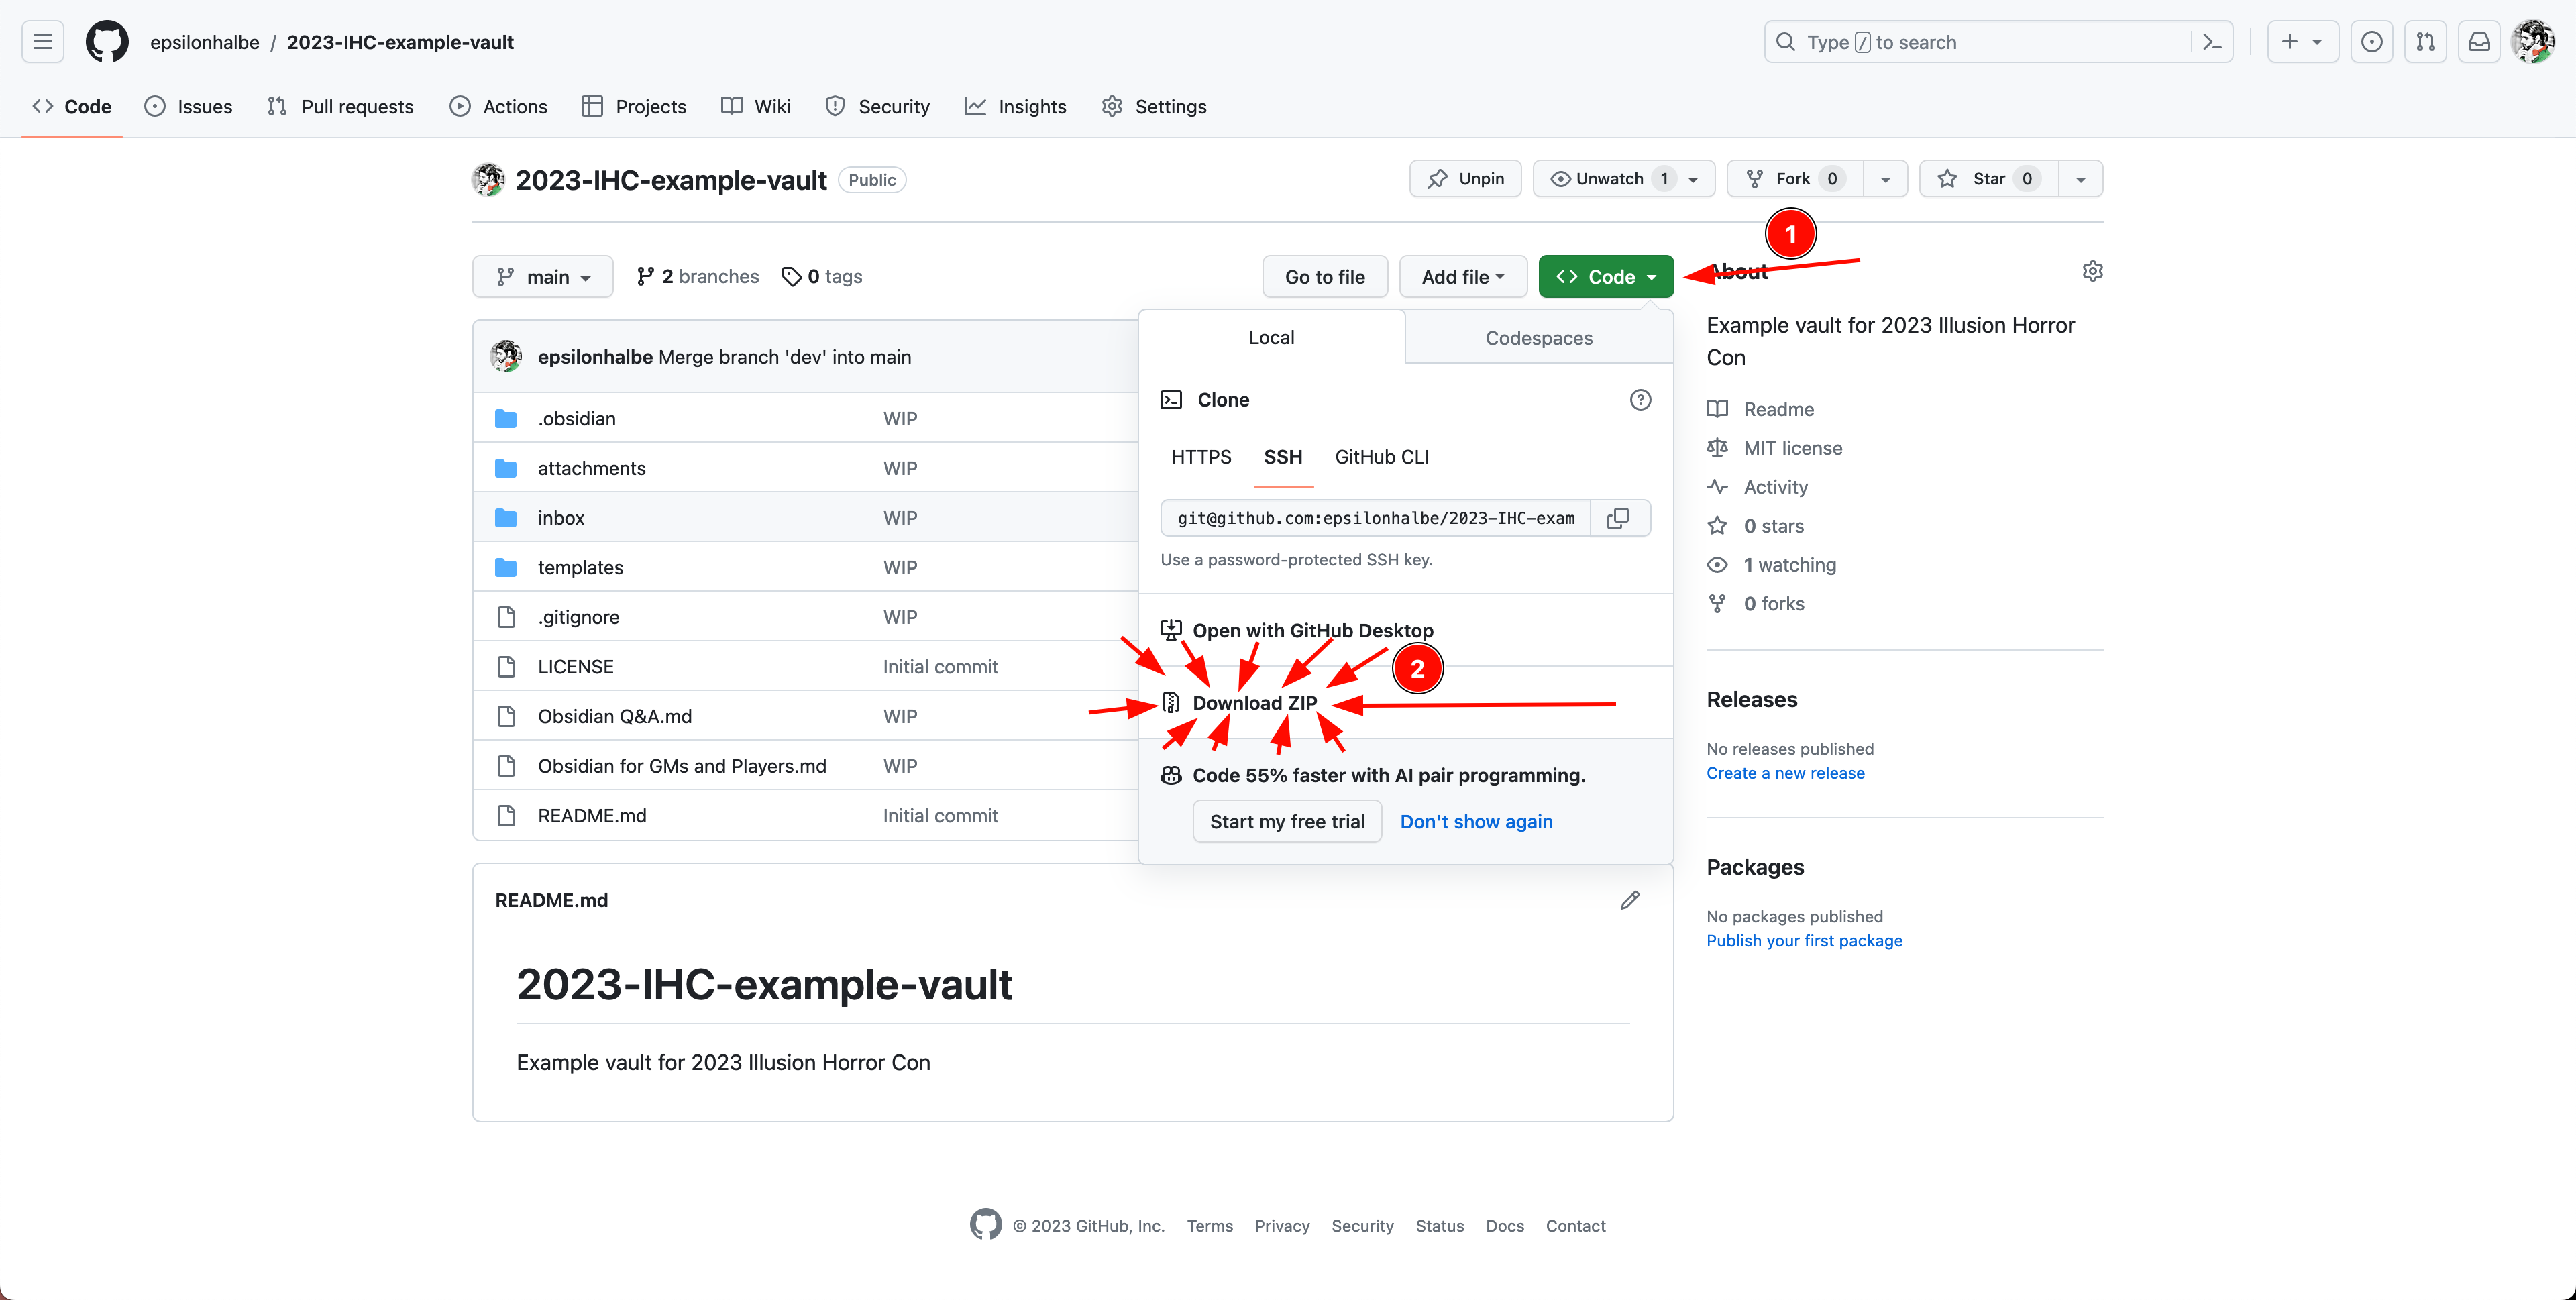 epsilonhalbe / 2023-IHC-example-vault
Type / to search
Code Issues Pull requests Actions Projects Wiki Security Insights Settings
2023-IHC-example-vault Public
Unpin Unwatch 1 Fork 0 Star 0
1
main 2 branches 0 tags
Go to file Add file Code
About
Example vault for 2023 Illusion Horror
Con
Readme
MIT license
Activity
0 stars
1 watching
0 forks
Releases
No releases published
Create a new release
Packages
No packages published
Publish your first package
epsilonhalbe Merge branch 'dev' into main
.obsidian WIP
attachments WIP
inbox WIP
templates WIP
.gitignore WIP
LICENSE Initial commit
Obsidian Q&A.md WIP
Obsidian for GMs and Players.md WIP
README.md Initial commit
Local Codespaces
Clone
HTTPS SSH GitHub CLI
git@github.com:epsilonhalbe/2023-IHC-exam
Use a password-protected SSH key.
Open with GitHub Desktop
2
Download ZIP
Code 55% faster with AI pair programming.
Start my free trial Don't show again
README.md
2023-IHC-example-vault
Example vault for 2023 Illusion Horror Con
© 2023 GitHub, Inc. Terms Privacy Security Status Docs Contact